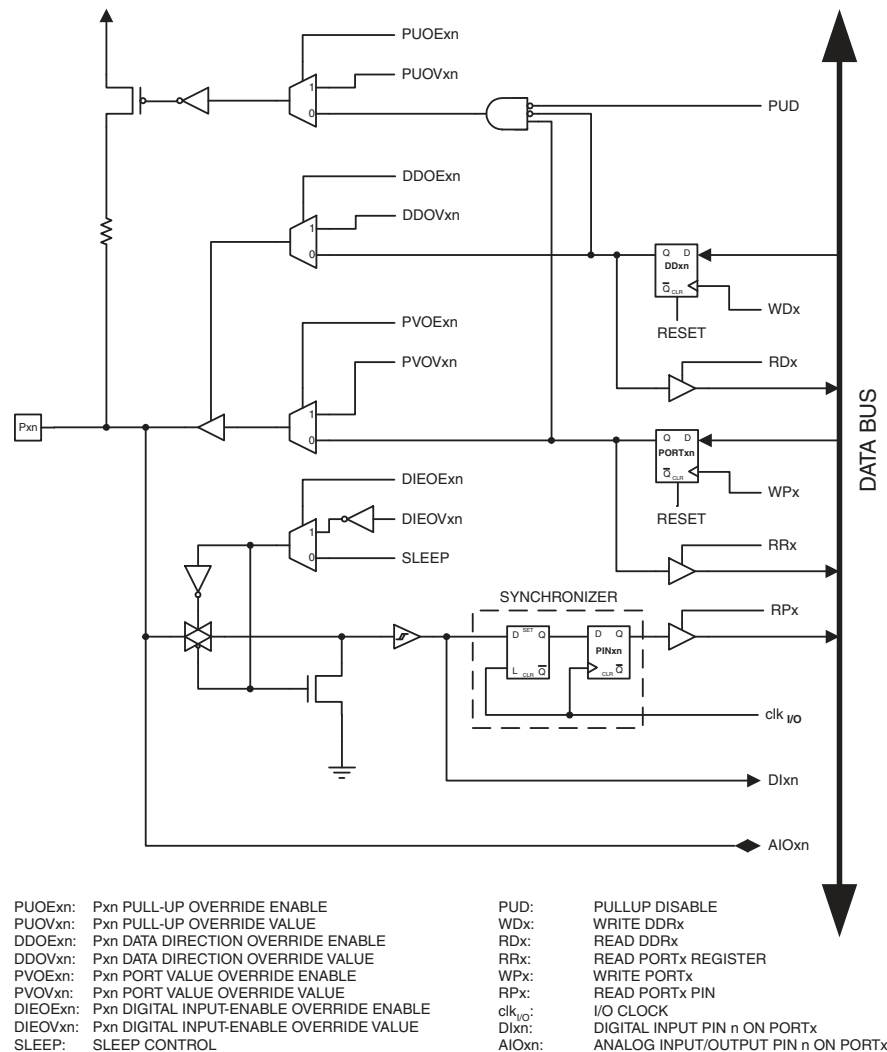 PUOExn
PUOVxn
1
0
PUD
DDOExn
DDOVxn
1
0
Q D
DDxn
Q CLR
WDx
RESET
PVOExn
PVOVxn
RDx
1
0
Pxn
Q D
PORTxn
Q CLR
WPx
RESET
DATA BUS
DIEOExn
DIEOVxn
1
0
SLEEP
RRx
SYNCHRONIZER
RPx
D SET Q
L CLR Q
D Q
PINxn
CLR Q
clk I/O
DIxn
AIOxn
PUOExn: Pxn PULL-UP OVERRIDE ENABLE
PUOVxn: Pxn PULL-UP OVERRIDE VALUE
DDOExn: Pxn DATA DIRECTION OVERRIDE ENABLE
DDOVxn: Pxn DATA DIRECTION OVERRIDE VALUE
PVOExn: Pxn PORT VALUE OVERRIDE ENABLE
PVOVxn: Pxn PORT VALUE OVERRIDE VALUE
DIEOExn: Pxn DIGITAL INPUT-ENABLE OVERRIDE ENABLE
DIEOVxn: Pxn DIGITAL INPUT-ENABLE OVERRIDE VALUE
SLEEP: SLEEP CONTROL
PUD: PULLUP DISABLE
WDx: WRITE DDRx
RDx: READ DDRx
RRx: READ PORTx REGISTER
WPx: WRITE PORTx
RPx: READ PORTx PIN
clkI/O: I/O CLOCK
DIxn: DIGITAL INPUT PIN n ON PORTx
AIOxn: ANALOG INPUT/OUTPUT PIN n ON PORTx